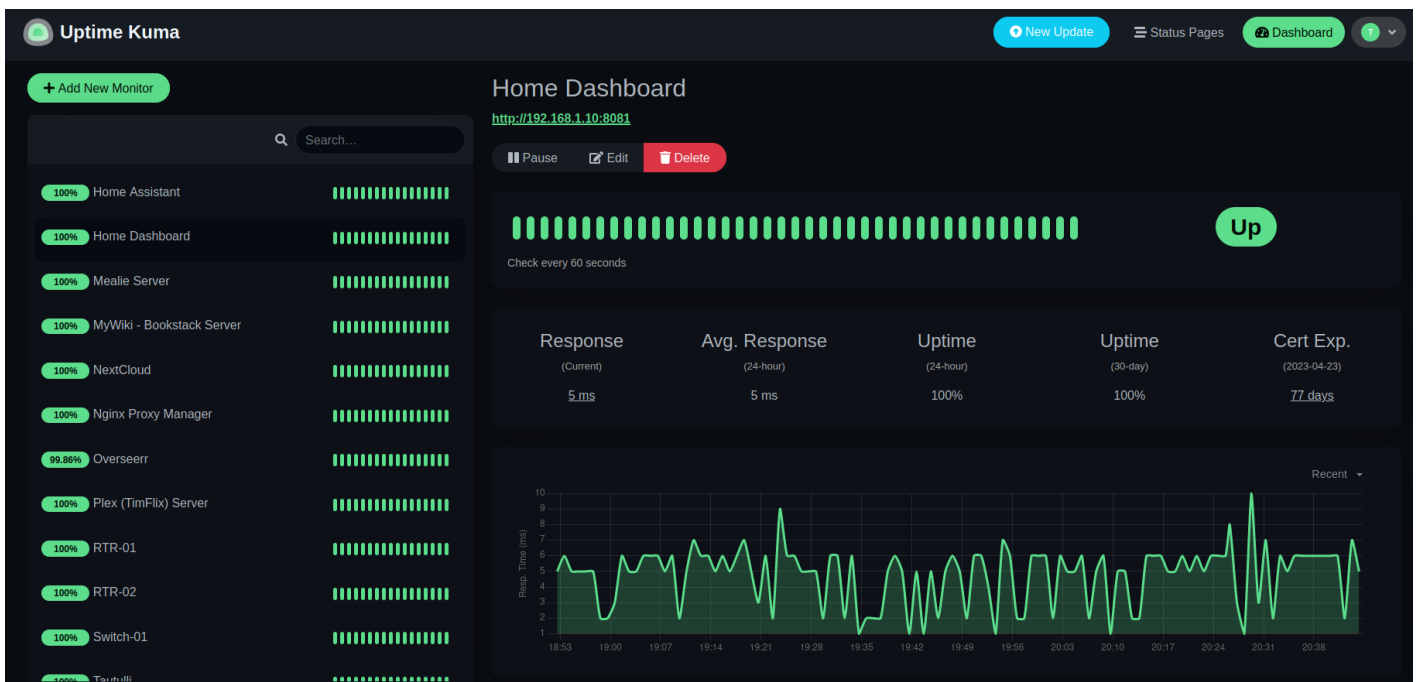 Uptime Kuma
New Update
Status Pages
Dashboard
T
Add New Monitor
Search...
100% Home Assistant
100% Home Dashboard
100% Mealie Server
100% MyWiki - Bookstack Server
100% NextCloud
100% Nginx Proxy Manager
99.86% Overseerr
100% Plex (TimFlix) Server
100% RTR-01
100% RTR-02
100% Switch-01
100% Tautulli
Home Dashboard
http://192.168.1.10:8081
Pause Edit Delete
Up
Check every 60 seconds
Response Avg. Response Uptime Uptime Cert Exp.
(Current) (24-hour) (24-hour) (30-day) (2023-04-23)
5 ms 5 ms 100% 100% 77 days
Recent
Resp. Time (ms)
10
9
8
7
6
5
4
3
2
1
18:53 19:00 19:07 19:14 19:21 19:28 19:35 19:42 19:49 19:56 20:03 20:10 20:17 20:24 20:31 20:38